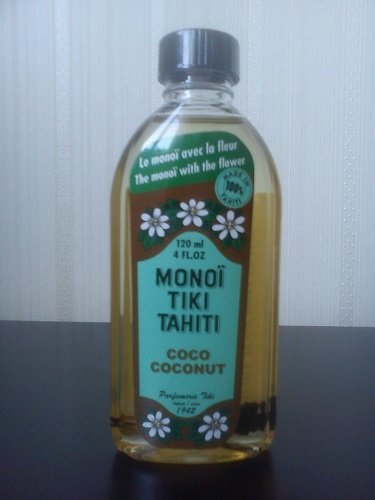 Le monoï avec la fleur
The monoï with the flower
MADE IN
100%
TAHITI
120 ml
4 FL.OZ
MONOÏ
TIKI
TAHITI
COCO
COCONUT
Parfumerie Tiki
1942